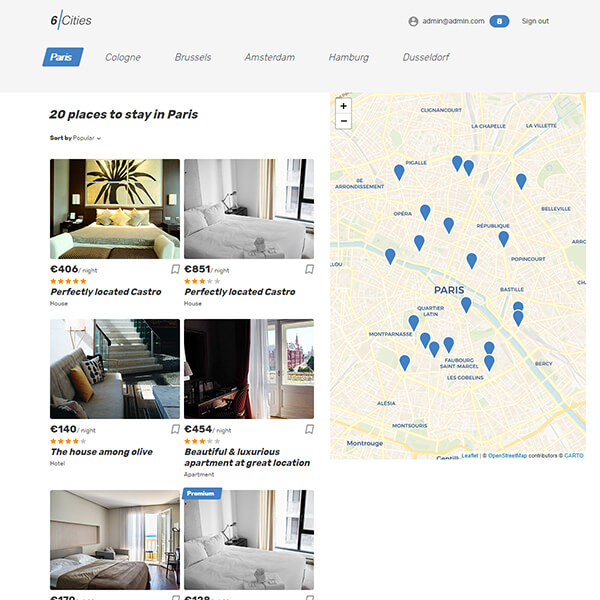 6 Cities
admin@admin.com 8 Sign out
Paris Cologne Brussels Amsterdam Hamburg Dusseldorf
20 places to stay in Paris
Sort by Popular
€406/ night
Perfectly located Castro
House
€851/ night
Perfectly located Castro
House
€140/ night
The house among olive
Hotel
€454/ night
Beautiful & luxurious
apartment at great location
Apartment
Premium
+
−
CLIGNANCOURT
LA CHAPELLE
LA VILLETTE
PIGALLE
8E
ARRONDISSEMENT
OPÉRA
BELLEVILLE
RÉPUBLIQUE
ARRO
POPINCOURT
LLOU
PARIS
BASTILLE
QUARTIER
LATIN
MONTPARNASSE
FAUBOURG
SAINT-MARCEL
BERCY
LES GOBELINS
ALÉSIA
MONTSOURIS
Montrouge
Leaflet | © OpenStreetMap contributors © CARTO